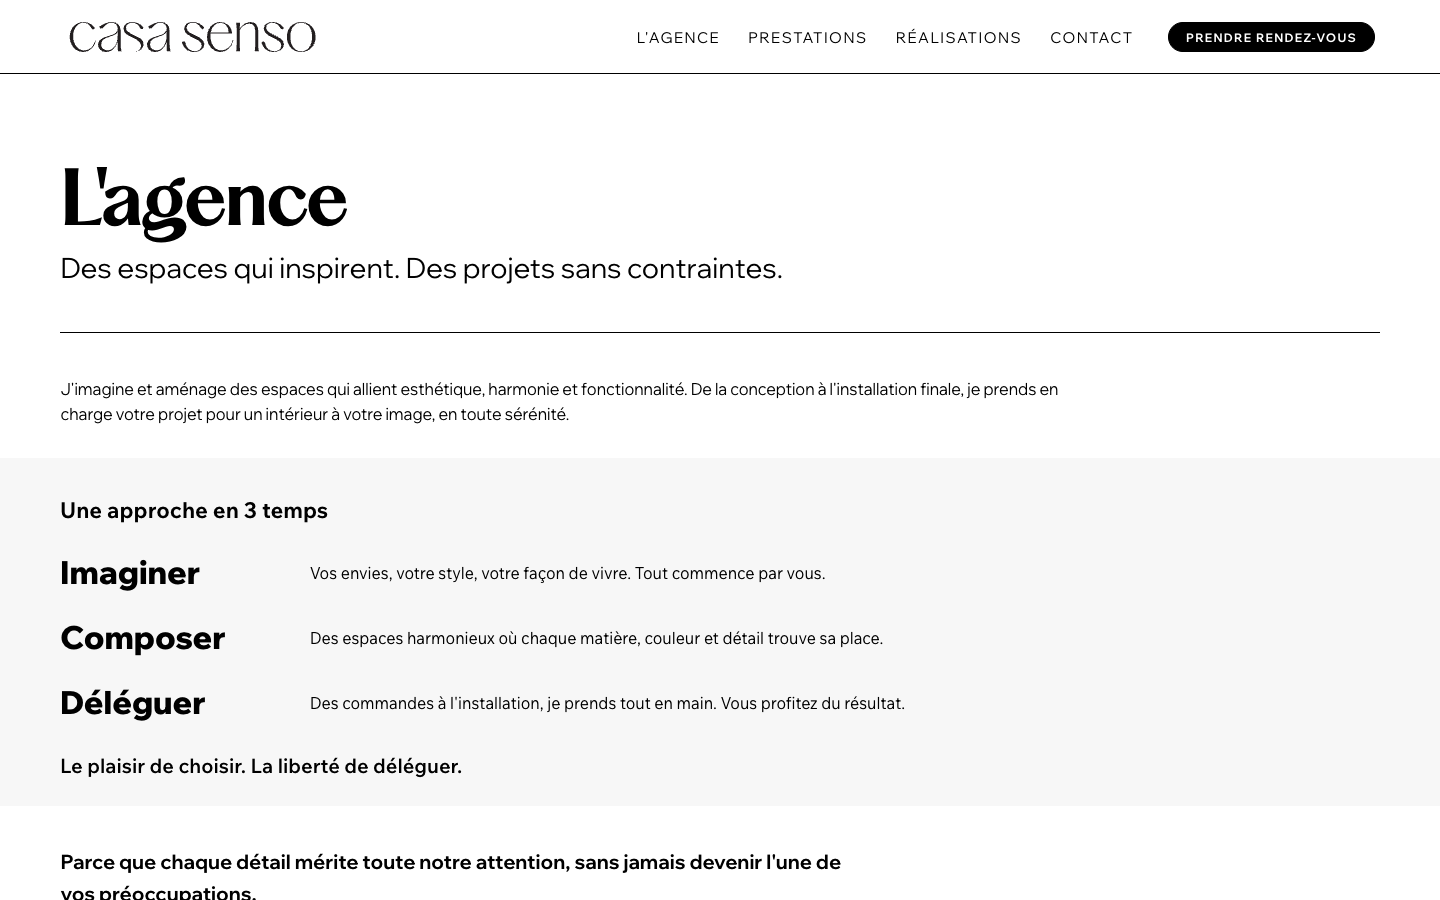 casa senso
L'AGENCE
PRESTATIONS
RÉALISATIONS
CONTACT
PRENDRE RENDEZ-VOUS
L'agence
Des espaces qui inspirent. Des projets sans contraintes.
J'imagine et aménage des espaces qui allient esthétique, harmonie et fonctionnalité. De la conception à l'installation finale, je prends en
charge votre projet pour un intérieur à votre image, en toute sérénité.
Une approche en 3 temps
Imaginer
Vos envies, votre style, votre façon de vivre. Tout commence par vous.
Composer
Des espaces harmonieux où chaque matière, couleur et détail trouve sa place.
Déléguer
Des commandes à l'installation, je prends tout en main. Vous profitez du résultat.
Le plaisir de choisir. La liberté de déléguer.
Parce que chaque détail mérite toute notre attention, sans jamais devenir l'une de
vos préoccupations.